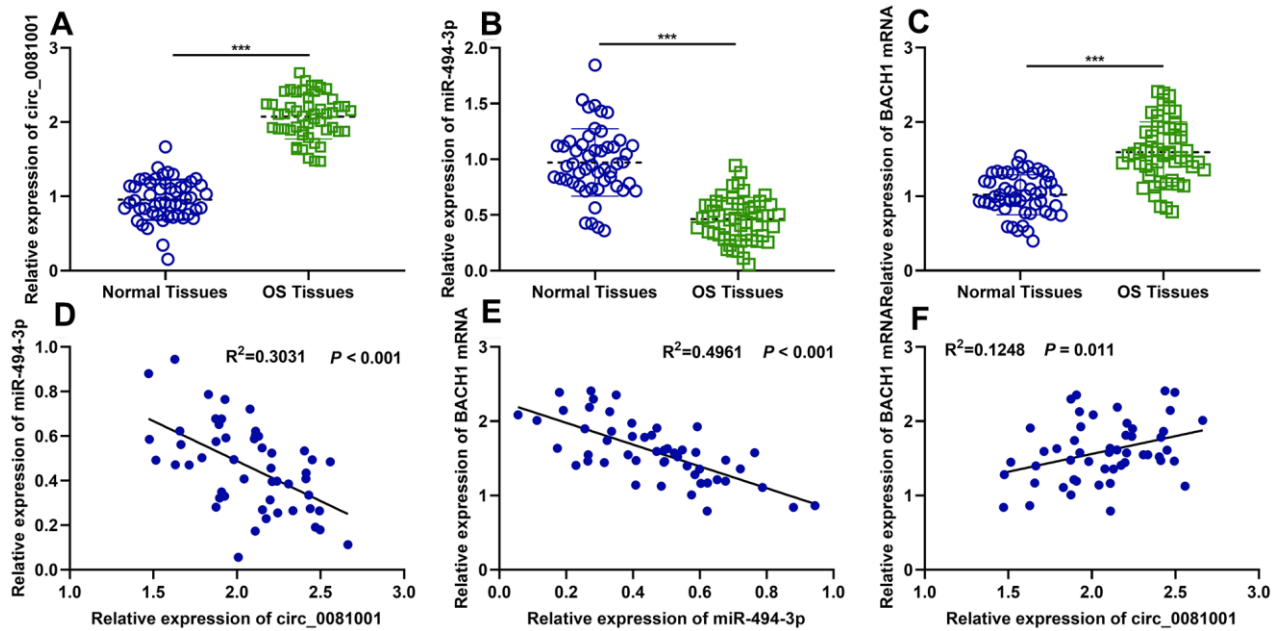 A
Relative expression of circ_0081001
3
2
1
0
***
Normal Tissues
OS Tissues
B
Relative expression of miR-494-3p
2.0
1.5
1.0
0.5
0.0
***
Normal Tissues
OS Tissues
C
Relative expression of BACH1 mRNA
3
2
1
0
***
Normal Tissues
OS Tissues
D
Relative expression of miR-494-3p
1.0
0.8
0.6
0.4
0.2
0.0
R²=0.3031 P < 0.001
1.0 1.5 2.0 2.5 3.0
Relative expression of circ_0081001
E
Relative expression of BACH1 mRNA
3
2
1
0
R²=0.4961 P < 0.001
0.0 0.2 0.4 0.6 0.8 1.0
Relative expression of miR-494-3p
F
Relative expression of BACH1 mRNA
3
2
1
0
R²=0.1248 P = 0.011
1.0 1.5 2.0 2.5 3.0
Relative expression of circ_0081001